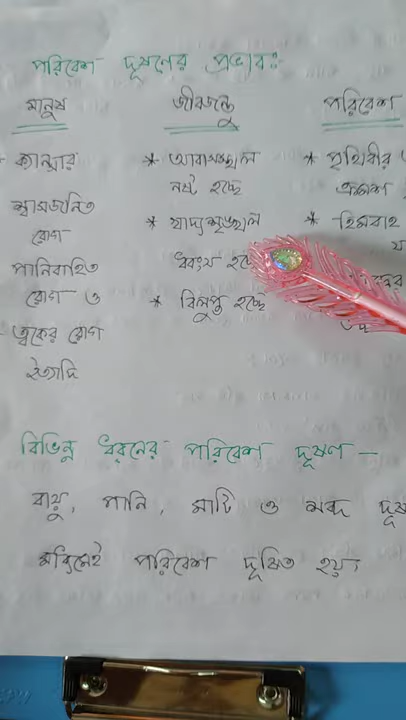 পরিবেশ দূষণের প্রভাবঃ
মানুষ জীবজন্তু পরিবেশ
ক্যান্সার * আবাসস্থল * পৃথিবীর
নষ্ট হচ্ছে ক্রমশ
শ্বাসজনিত * খাদ্যশৃঙ্খল * হিমবাহ
রোগ
পানিবাহিত ধ্বংস হচ্ছে
রোগ ও * বিলুপ্ত হচ্ছে
ত্বকের রোগ
ইত্যাদি
বিভিন্ন ধরনের পরিবেশ দূষণ –
বায়ু, পানি, মাটি ও শব্দ
পরিবেশ দূষিত হয়,